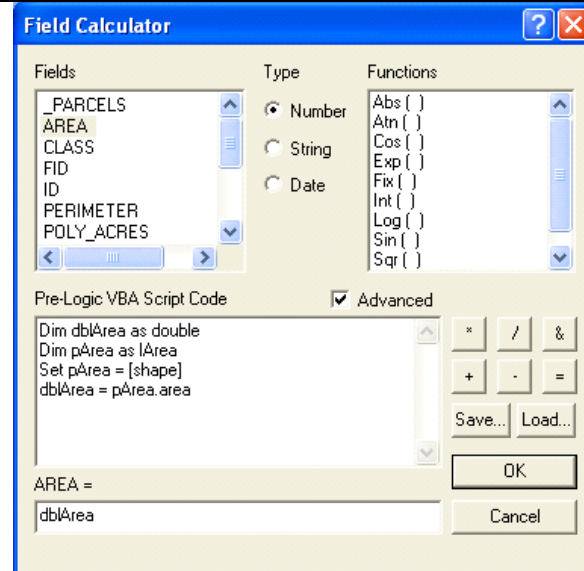 Field Calculator
Fields
Type
Functions
_PARCELS
AREA
CLASS
FID
ID
PERIMETER
POLY_ACRES
Number
String
Date
Abs ( )
Atn ( )
Cos ( )
Exp ( )
Fix ( )
Int ( )
Log ( )
Sin ( )
Sqr ( )
Pre-Logic VBA Script Code
Advanced
Dim dblArea as double
Dim pArea as IArea
Set pArea = [shape]
dblArea = pArea.area
* / &
+ - =
Save... Load...
AREA =
dblArea
OK
Cancel